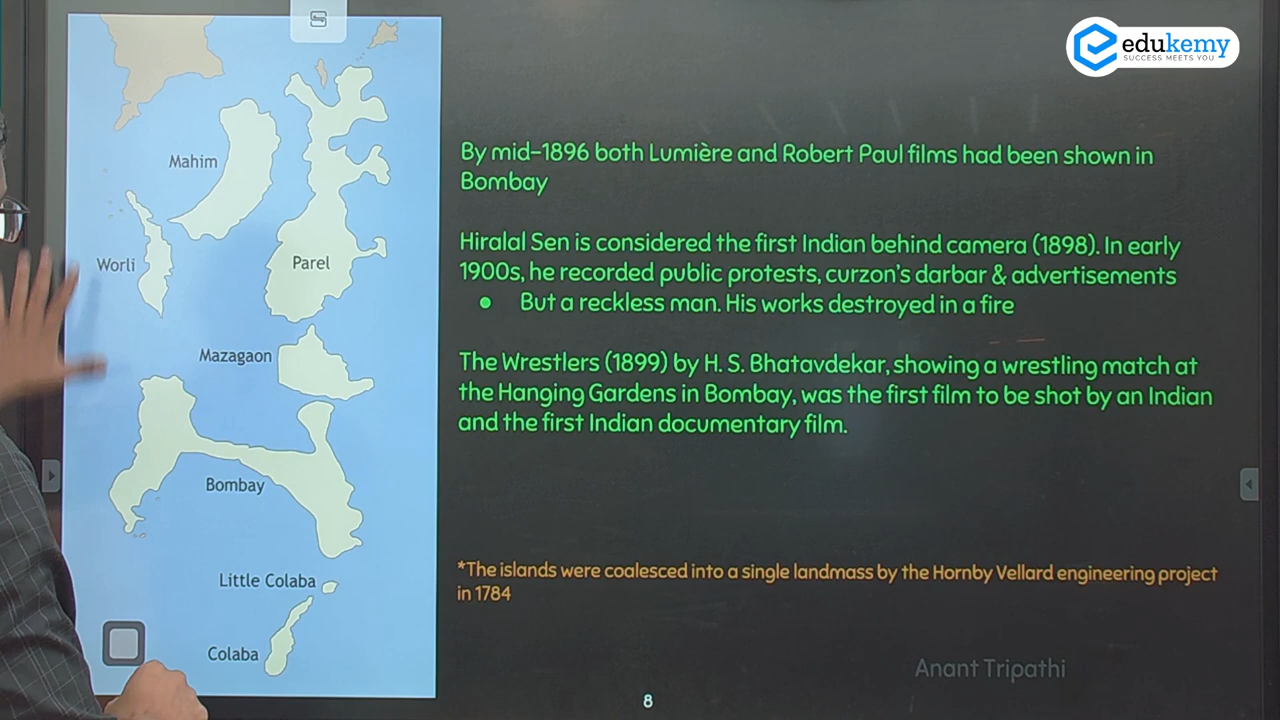 edukemy
SUCCESS MEETS YOU
Mahim
Worli
Parel
Mazagaon
Bombay
Little Colaba
Colaba
By mid-1896 both Lumière and Robert Paul films had been shown in
Bombay
Hiralal Sen is considered the first Indian behind camera (1898). In early
1900s, he recorded public protests, curzon's darbar & advertisements
● But a reckless man. His works destroyed in a fire
The Wrestlers (1899) by H. S. Bhatavdekar, showing a wrestling match at
the Hanging Gardens in Bombay, was the first film to be shot by an Indian
and the first Indian documentary film.
*The islands were coalesced into a single landmass by the Hornby Vellard engineering project
in 1784
Anant Tripathi
8